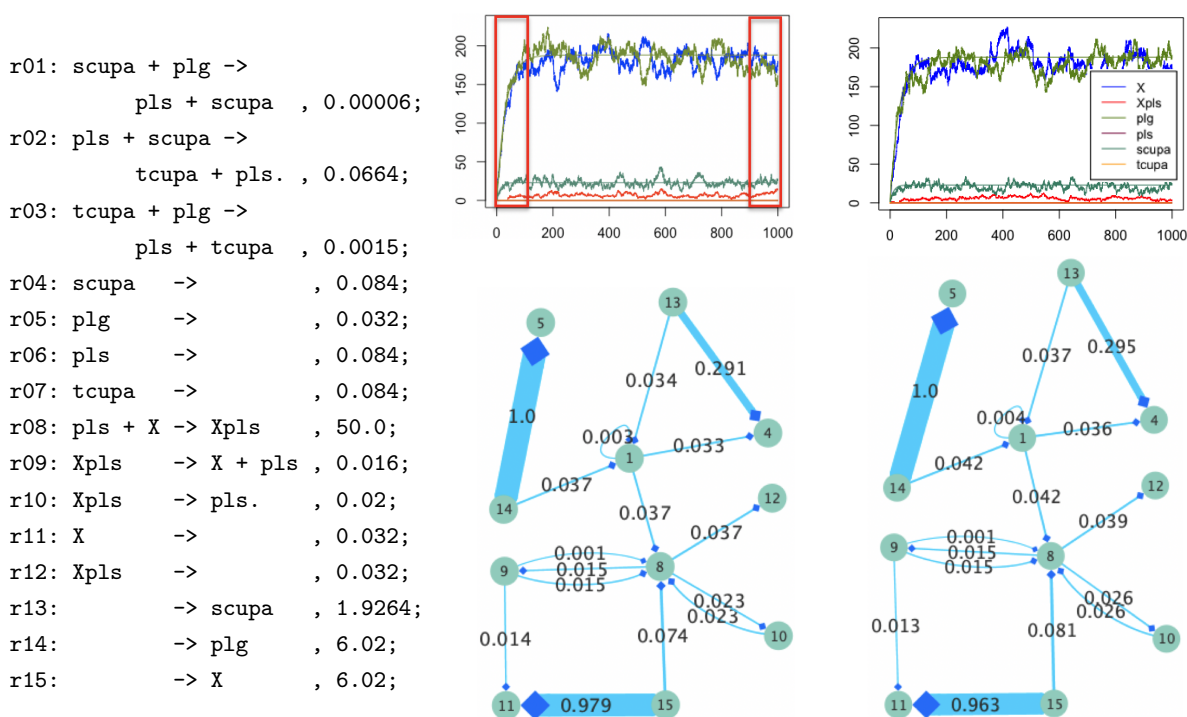 r01: scupa + plg ->
pls + scupa , 0.00006;
r02: pls + scupa ->
tcupa + pls. , 0.0664;
r03: tcupa + plg ->
pls + tcupa , 0.0015;
r04: scupa -> , 0.084;
r05: plg -> , 0.032;
r06: pls -> , 0.084;
r07: tcupa -> , 0.084;
r08: pls + X -> Xpls , 50.0;
r09: Xpls -> X + pls , 0.016;
r10: Xpls -> pls. , 0.02;
r11: X -> , 0.032;
r12: Xpls -> , 0.032;
r13: -> scupa , 1.9264;
r14: -> plg , 6.02;
r15: -> X , 6.02;
200
150
100
50
0
0 200 400 600 800 1000
200
150
100
50
0
0 200 400 600 800 1000
X
Xpls
plg
pls
scupa
tcupa
13
5
0.291
0.034
1.0
4
0.003
0.033
1
0.037
12
14
0.037
0.037
0.001
9
0.015
8
0.015
0.023
0.023
0.014
0.074
10
11
0.979
15
13
5
0.295
0.037
1.0
0.004
4
0.036
1
0.042
12
14
0.042
0.039
0.001
9
0.015
8
0.015
0.026
0.026
0.013
0.081
10
11
0.963
15